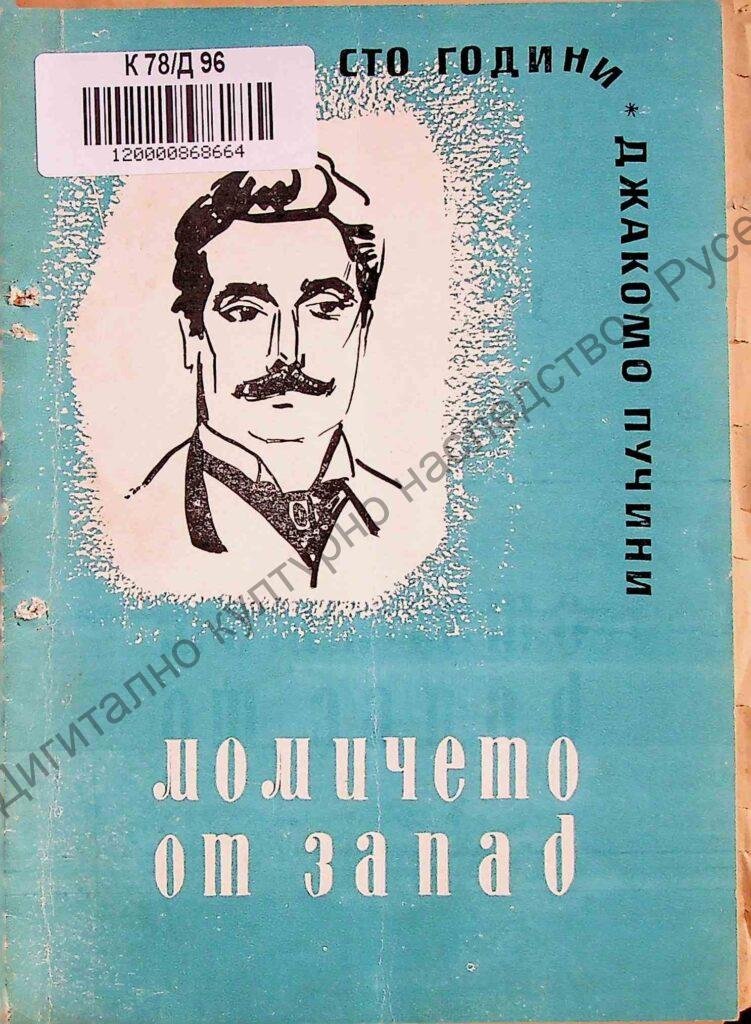 К 78/Д 96
120000868664
СТО ГОДИНИ * ДЖАКОМО ПУЧИНИ
момичето
от запад
Дигитално културно наследство - Русе